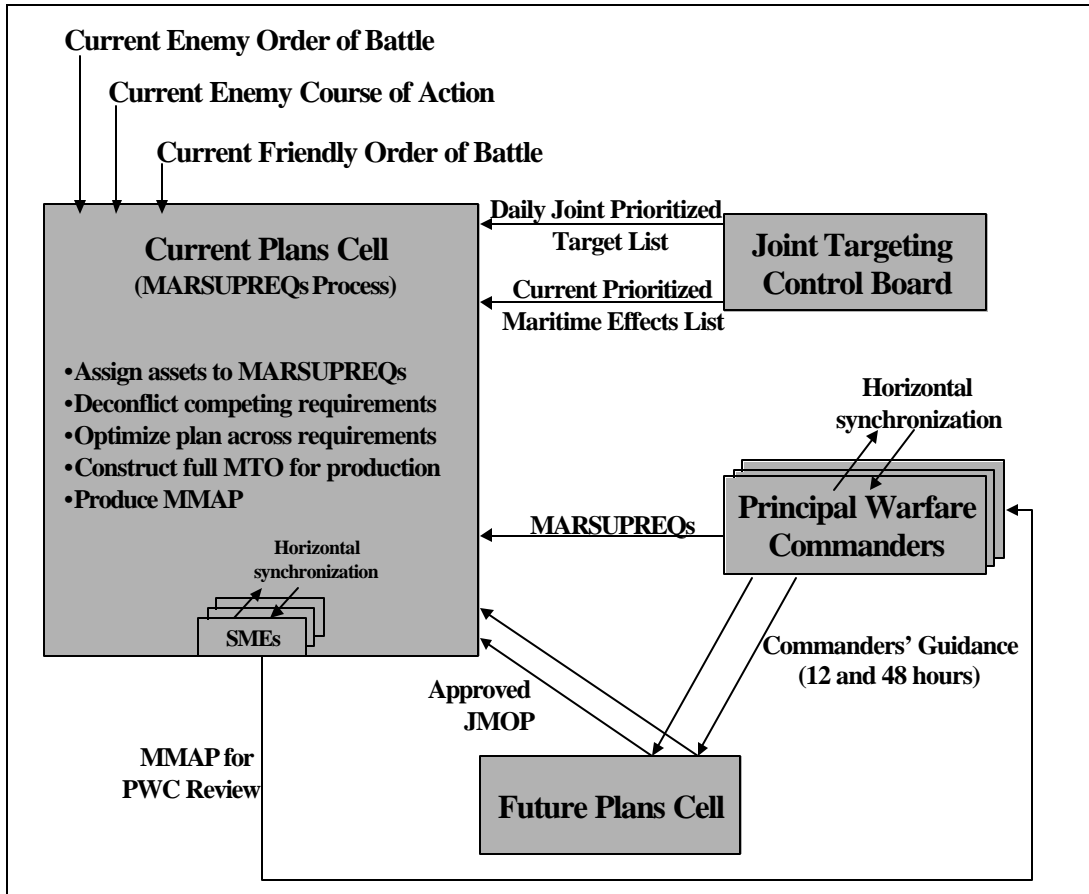 Current Enemy Order of Battle
Current Enemy Course of Action
Current Friendly Order of Battle
Current Plans Cell
(MARSUPREQs Process)
•Assign assets to MARSUPREQs
•Deconflict competing requirements
•Optimize plan across requirements
•Construct full MTO for production
•Produce MMAP
Horizontal
synchronization
SMEs
Daily Joint Prioritized
Target List
Current Prioritized
Maritime Effects List
Joint Targeting
Control Board
Horizontal
synchronization
MARSUPREQs
Principal Warfare
Commanders
Commanders’ Guidance
(12 and 48 hours)
Approved
JMOP
MMAP for
PWC Review
Future Plans Cell